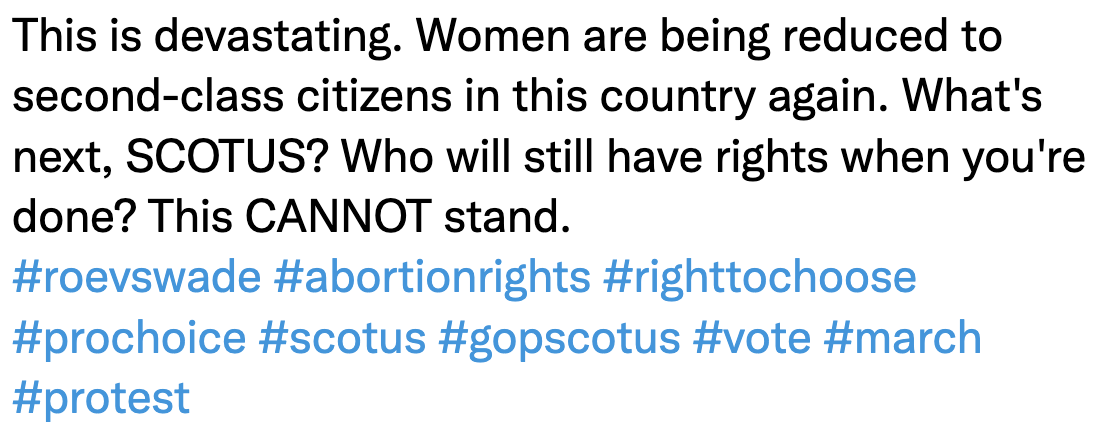 This is devastating. Women are being reduced to
second-class citizens in this country again. What's
next, SCOTUS? Who will still have rights when you're
done? This CANNOT stand.
#roevswade #abortionrights #righttochoose
#prochoice #scotus #gopscotus #vote #march
#protest